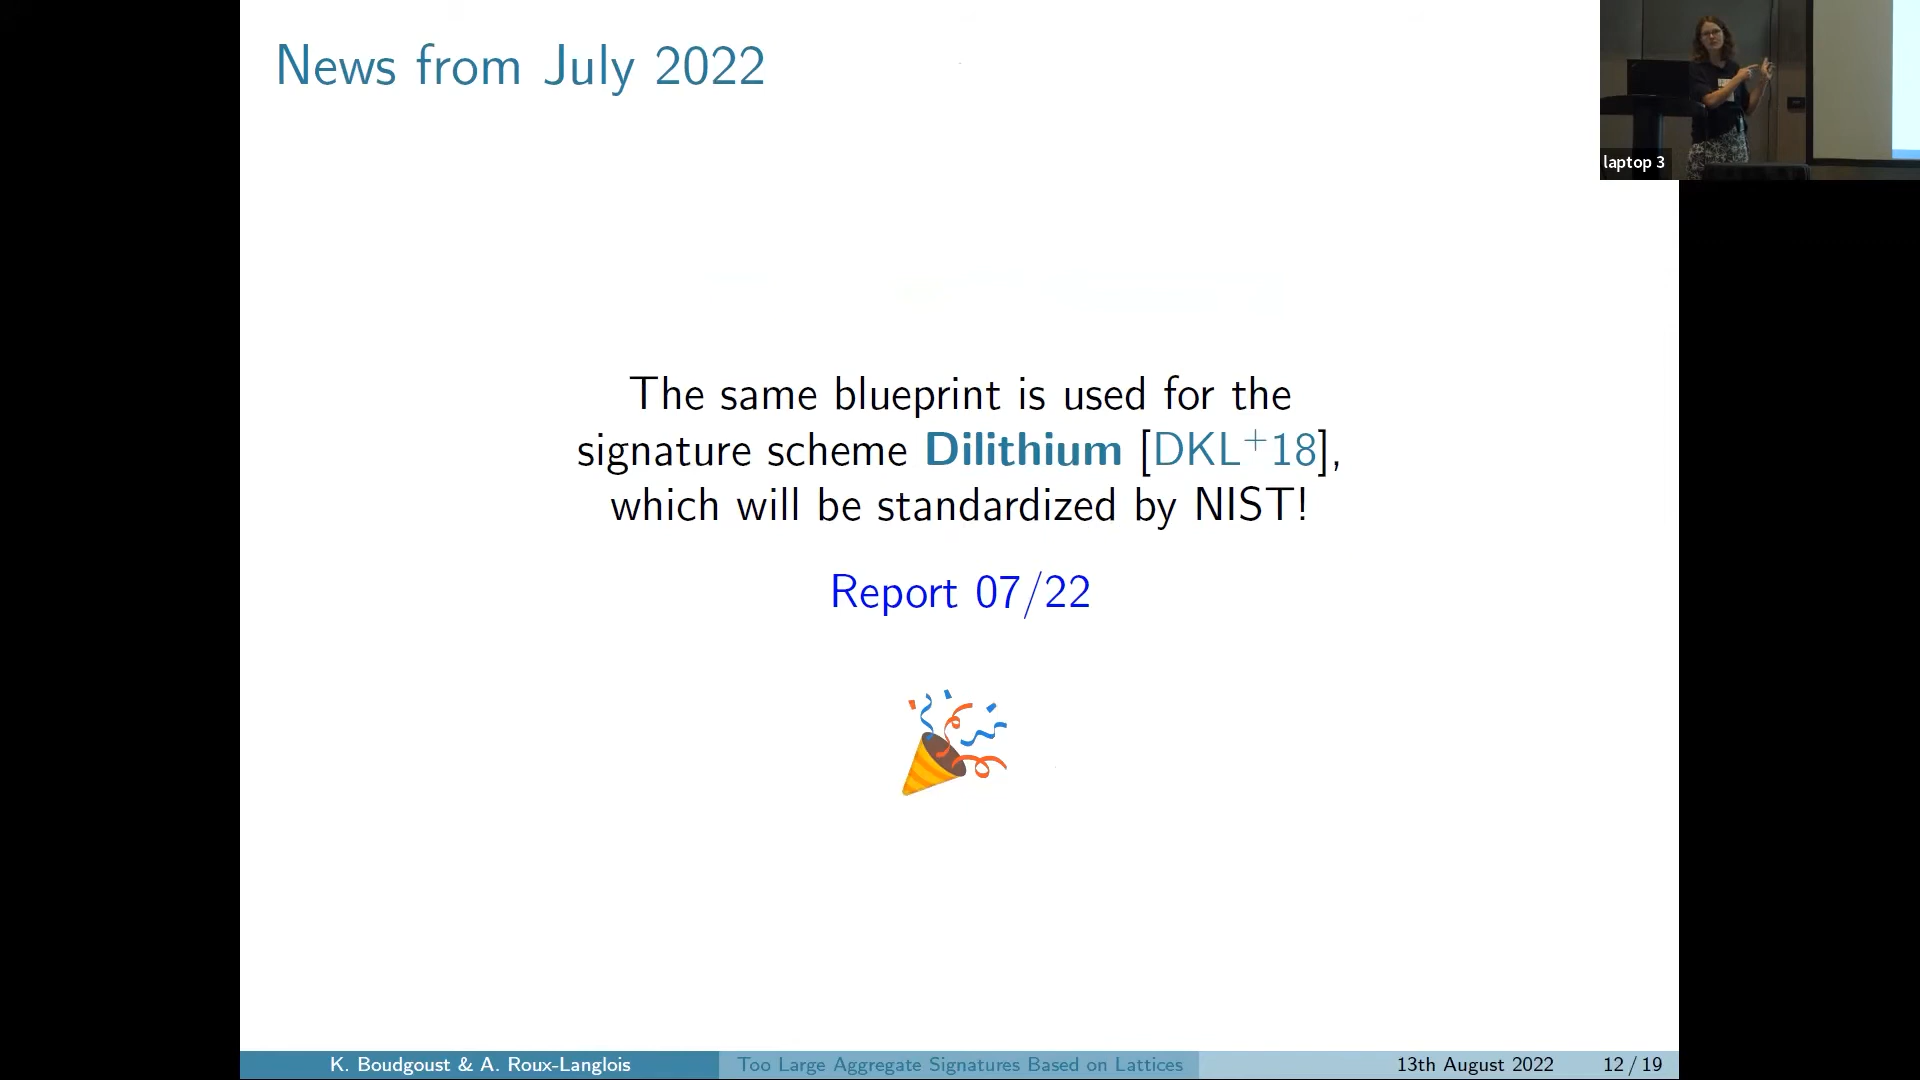 News from July 2022
laptop 3
The same blueprint is used for the
signature scheme Dilithium [DKL+18],
which will be standardized by NIST!
Report 07/22
K. Boudgoust & A. Roux-Langlois
Too Large Aggregate Signatures Based on Lattices
13th August 2022
12 / 19